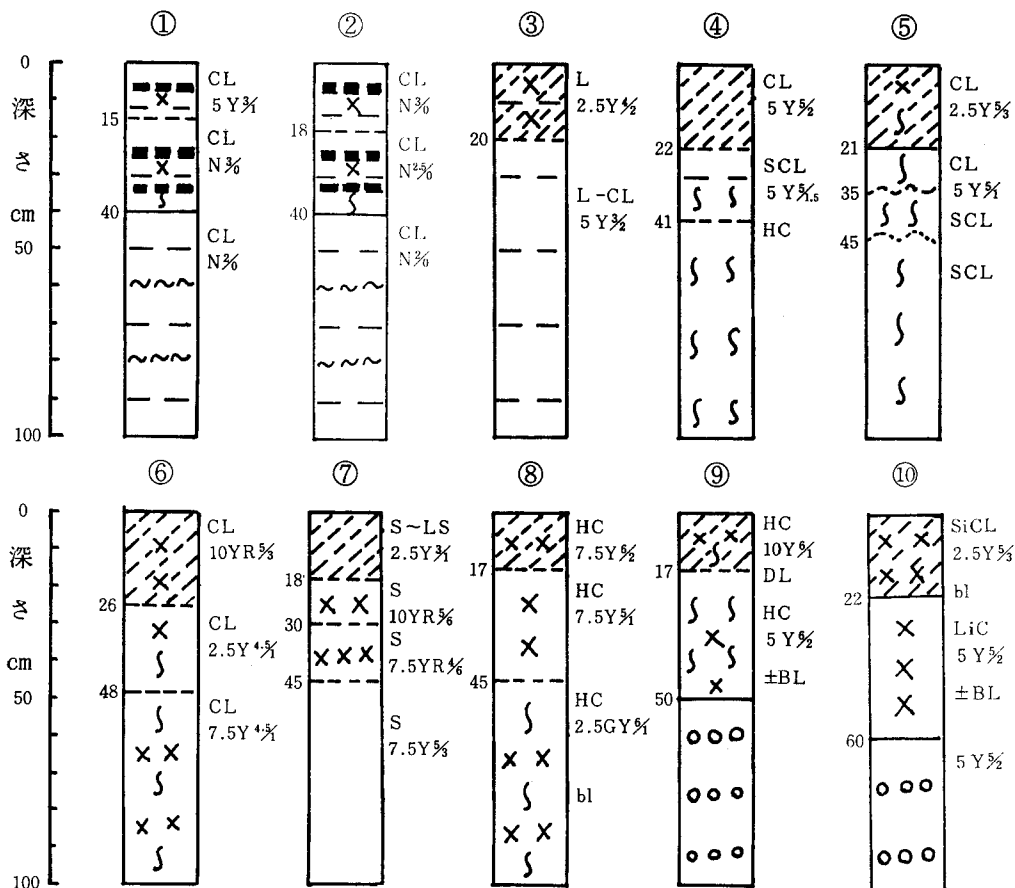 ① ② ③ ④ ⑤
0
深
さ
cm
50
100
CL
5Y3/1
15
CL
N3/0
40
CL
N2/0
CL
N3/0
18
CL
N2.5/0
40
CL
N2/0
L
2.5Y4/2
20
L-CL
5Y3/2
CL
5Y5/2
22
SCL
5Y5/1.5
41
HC
CL
2.5Y5/3
21
CL
5Y5/1
35
SCL
45
SCL
⑥ ⑦ ⑧ ⑨ ⑩
0
深
さ
cm
50
100
CL
10YR5/3
26
CL
2.5Y4.5/1
48
CL
7.5Y4.5/1
S~LS
2.5Y3/1
18
S
10YR5/6
30
S
7.5YR4/6
45
S
7.5Y5/3
HC
7.5Y6/2
17
HC
7.5Y5/1
45
HC
2.5GY6/1
bl
HC
10Y6/1
17
DL
HC
5Y6/2
±BL
50
SiCL
2.5Y5/3
bl
22
LiC
5Y5/2
±BL
60
5Y5/2